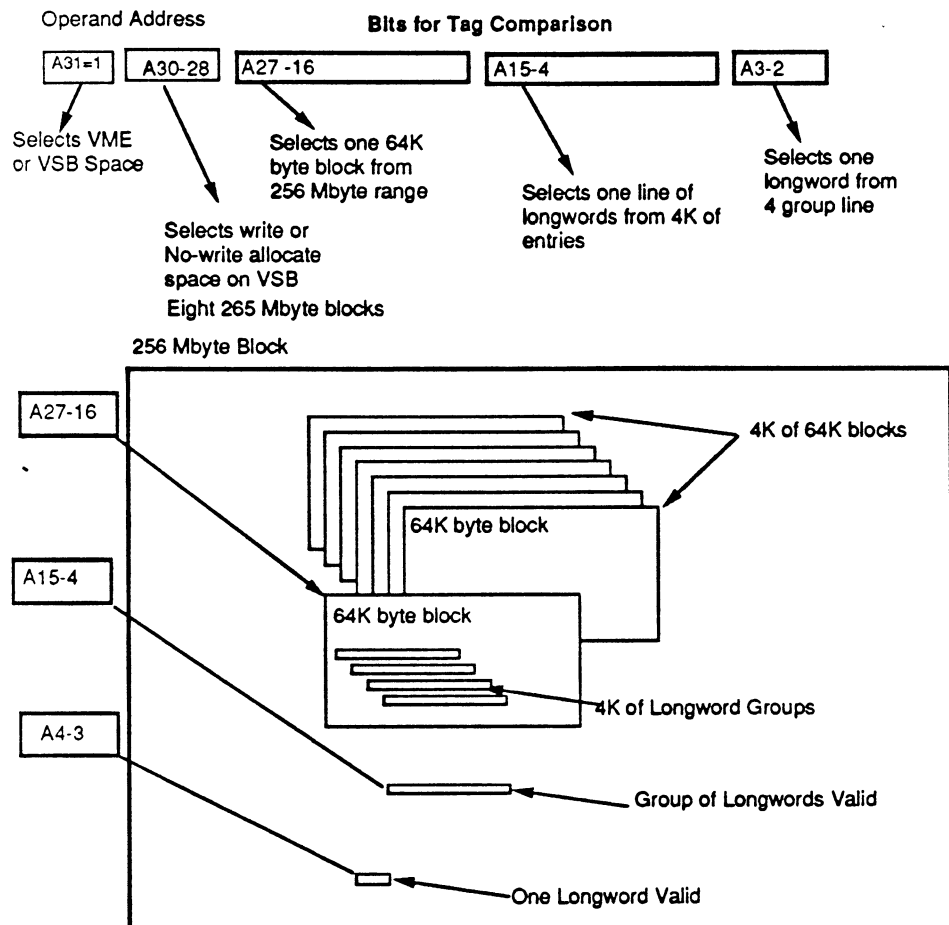 Operand Address
Bits for Tag Comparison
A31=1
A30-28
A27 -16
A15-4
A3-2
Selects VME
or VSB Space
Selects one 64K
byte block from
256 Mbyte range
Selects one line of
longwords from 4K of
entries
Selects one
longword from
4 group line
Selects write or
No-write allocate
space on VSB
Eight 265 Mbyte blocks
256 Mbyte Block
A27-16
4K of 64K blocks
64K byte block
A15-4
64K byte block
4K of Longword Groups
A4-3
Group of Longwords Valid
One Longword Valid